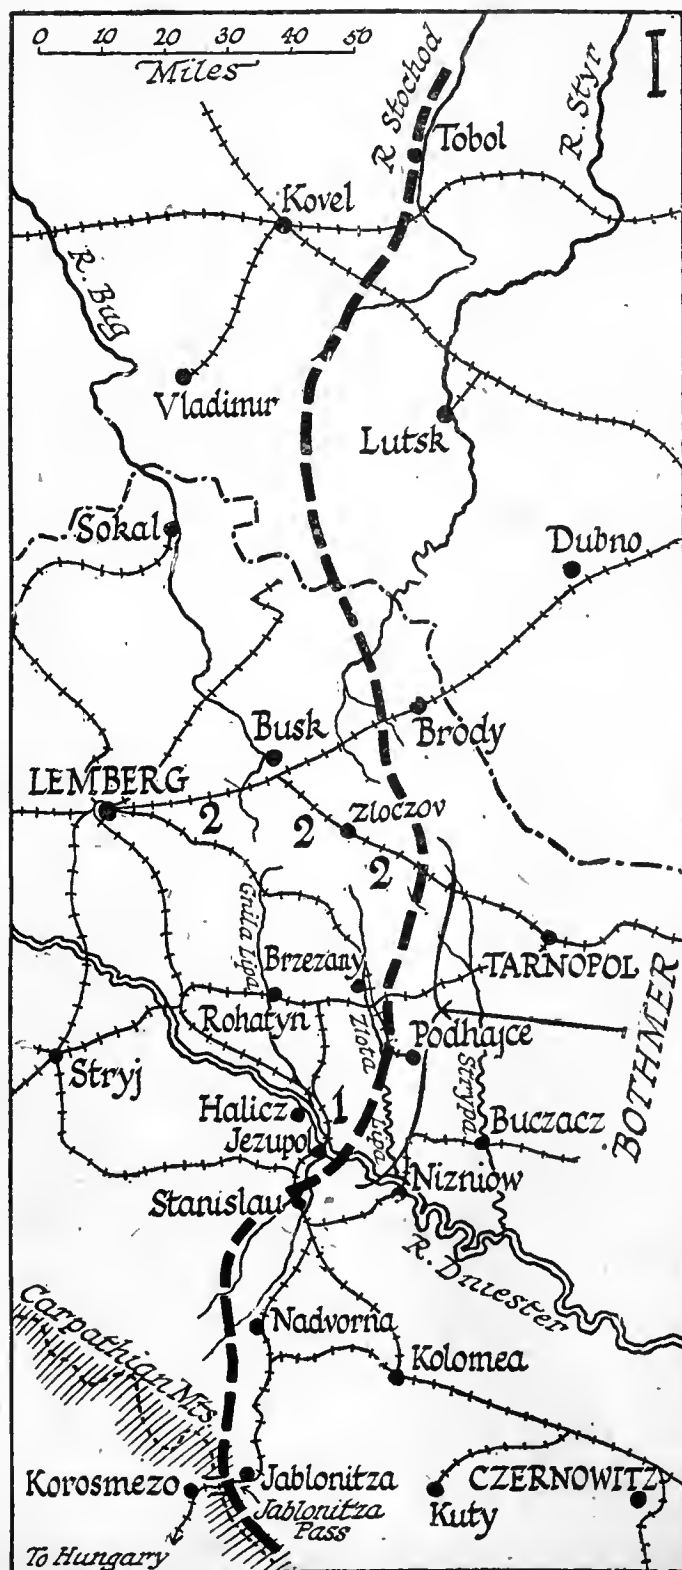 I
0 10 20 30 40 50
Miles
R. Stochod
R. Styr
Tobol
Kovel
R. Bug
Vladimir
Lutsk
Sokal
Dubno
Busk
Brody
LEMBERG
2 2 2
Zloczov
Gnila Lipa
Brzezany
TARNOPOL
Rohatyn
Zlota Lipa
Podhajce
BOTHMER
Stryj
Strypa
Halicz
1
Buczacz
Jezupo
Nizniow
Stanislau
R. Dniester
Carpathian Mts
Nadvorna
Kolomea
Korosmezo
Jablonitza
CZERNOWITZ
Jablonitza
Pass
Kuty
To Hungary